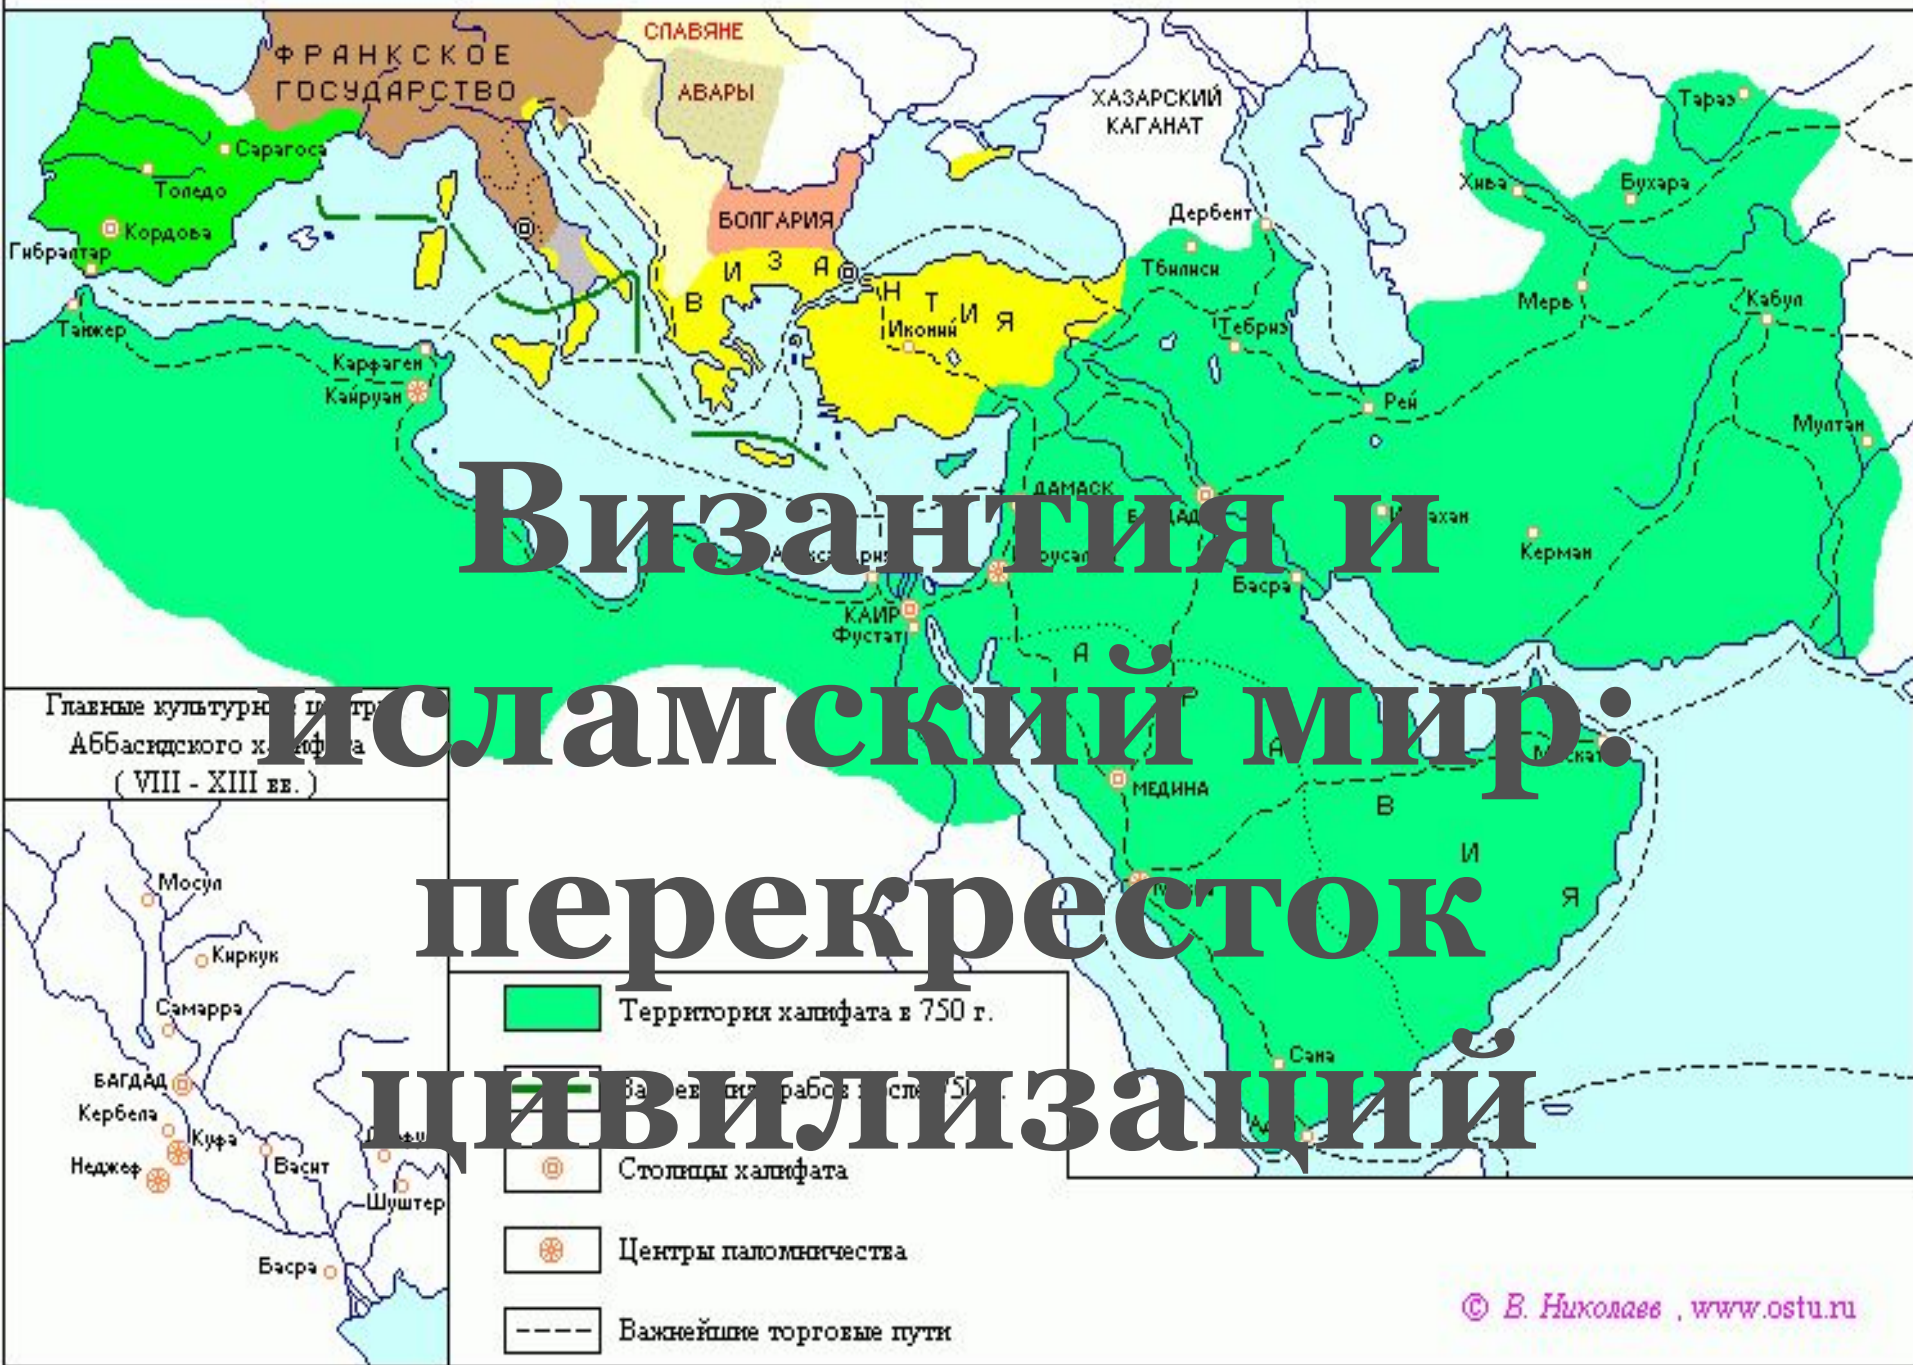 СЛАВЯНЕ
ФРАНКСКОЕ
ГОСУДАРСТВО
АВАРЫ
ХАЗАРСКИЙ
КАГАНАТ
Тараз
Сарагоса
Толедо
Хива
Бухара
Кордова
БОЛГАРИЯ
Дербент
Гибралтар
Тбилиси
ВИЗАНТИЯ
Мерв
Кабул
Танжер
Иконий
Тебриз
Карфаген
Кайруан
Рей
Мултан
Византия и
ДАМАСК
Керман
Басра
КАИР
Фустат
исламский мир:
Главные культурные центры
Аббасидского халифата
( VIII - XIII вв. )
АРАВИЯ
МЕДИНА
перекресток
Мосул
Киркук
Самарра
Территория халифата в 750 г.
Сана
цивилизаций
БАГДАД
Кербела
Куфа
Васит
Неджеф
Шуштер
Басра
Столицы халифата
Центры паломничества
Важнейшие торговые пути
© В. Николаев , www.ostu.ru